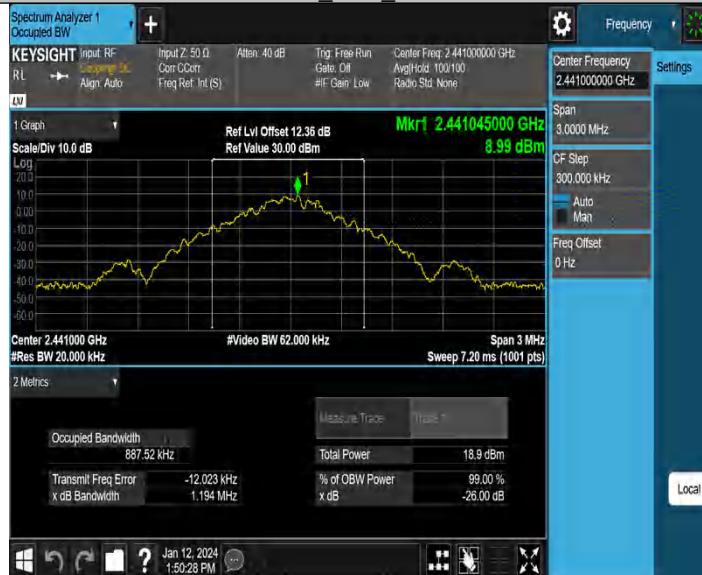 Spectrum Analyzer 1
Occupied BW
+
Frequency
KEYSIGHT Input: RF
RL
Coupling: DC
Align: Auto
Input Z: 50 Ω
Corr CCorr
Freq Ref: Int (S)
Atten: 40 dB
Trig: Free Run
Gate: Off
#IF Gain: Low
Center Freq: 2.441000000 GHz
Avg|Hold: 100/100
Radio Std: None
Center Frequency
2.441000000 GHz
Settings
Span
3.0000 MHz
CF Step
300.000 kHz
Auto
Man
Freq Offset
0 Hz
1 Graph
Scale/Div 10.0 dB
Ref Lvl Offset 12.36 dB
Ref Value 30.00 dBm
Mkr1 2.441045000 GHz
8.99 dBm
Log
20.0
10.0
0.00
-10.0
-20.0
-30.0
-40.0
-50.0
-60.0
1
Center 2.441000 GHz
#Res BW 20.000 kHz
#Video BW 62.000 kHz
Span 3 MHz
Sweep 7.20 ms (1001 pts)
2 Metrics
Measure Trace
Trace 1
Occupied Bandwidth
887.52 kHz
Total Power
18.9 dBm
Transmit Freq Error
-12.023 kHz
% of OBW Power
99.00 %
x dB Bandwidth
1.194 MHz
x dB
-26.00 dB
Local
?
Jan 12, 2024
1:50:28 PM